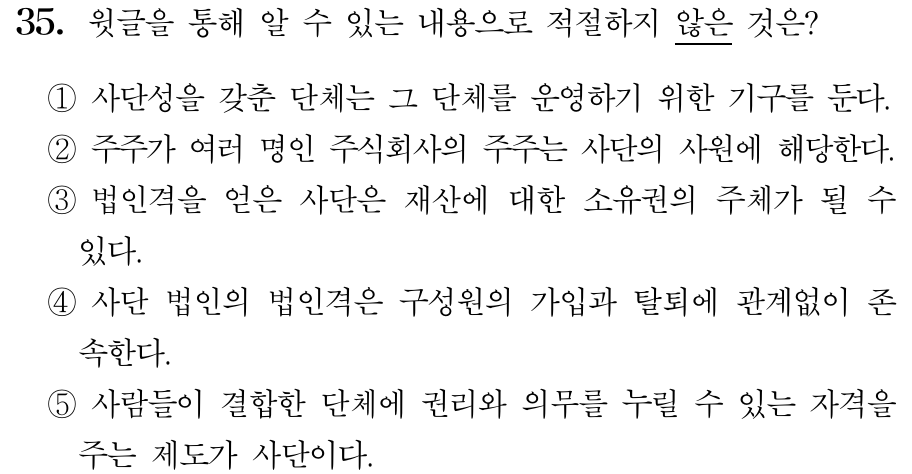 35. 윗글을 통해 알 수 있는 내용으로 적절하지 않은 것은?
① 사단성을 갖춘 단체는 그 단체를 운영하기 위한 기구를 둔다.
② 주주가 여러 명인 주식회사의 주주는 사단의 사원에 해당한다.
③ 법인격을 얻은 사단은 재산에 대한 소유권의 주체가 될 수
있다.
④ 사단 법인의 법인격은 구성원의 가입과 탈퇴에 관계없이 존
속한다.
⑤ 사람들이 결합한 단체에 권리와 의무를 누릴 수 있는 자격을
주는 제도가 사단이다.